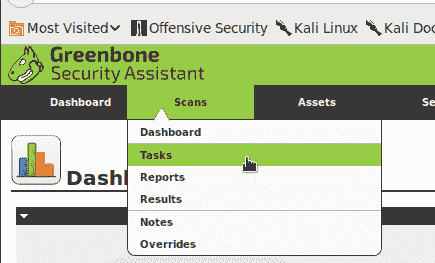 Most Visited Offensive Security Kali Linux Kali Doc
Greenbone
Security Assistant
Dashboard Scans Assets Se
Dashboard
Tasks
Dashb
Reports
Results
Notes
Overrides